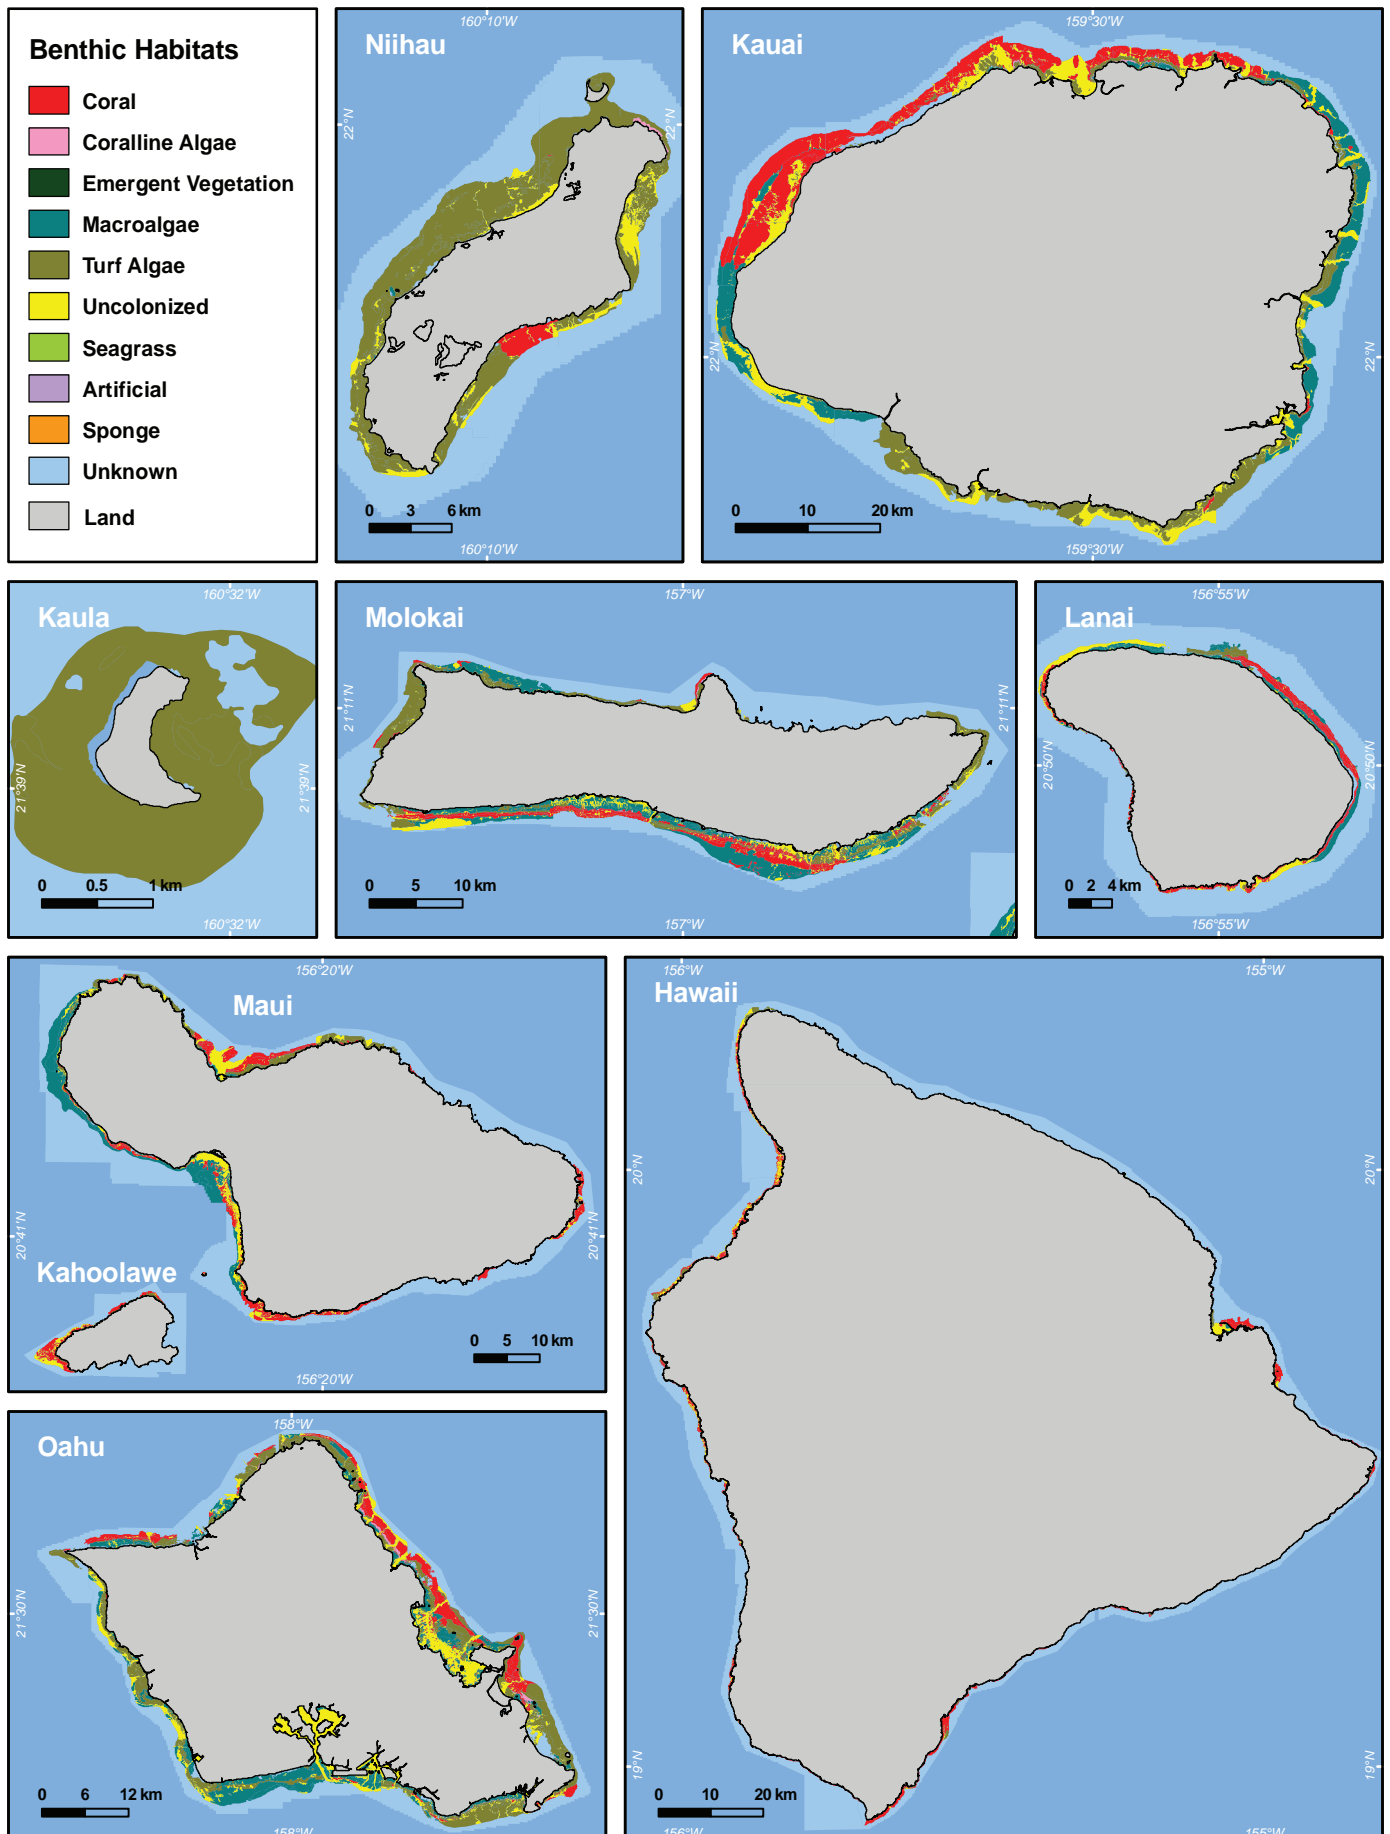 Benthic Habitats
Coral
Coralline Algae
Emergent Vegetation
Macroalgae
Turf Algae
Uncolonized
Seagrass
Artificial
Sponge
Unknown
Land
160°10'W
Niihau
22°N
22°N
0 3 6 km
160°10'W
159°30'W
Kauai
22°N
22°N
0 10 20 km
159°30'W
160°32'W
Kaula
21°39'N
21°39'N
0 0.5 1 km
160°32'W
157°W
Molokai
21°11'N
21°11'N
0 5 10 km
157°W
156°55'W
Lanai
20°50'N
20°50'N
0 2 4 km
156°55'W
156°20'W
Maui
20°41'N
20°41'N
Kahoolawe
0 5 10 km
156°20'W
156°W
155°W
Hawaii
20°N
20°N
19°N
19°N
0 10 20 km
156°W
155°W
158°W
Oahu
21°30'N
21°30'N
0 6 12 km
158°W